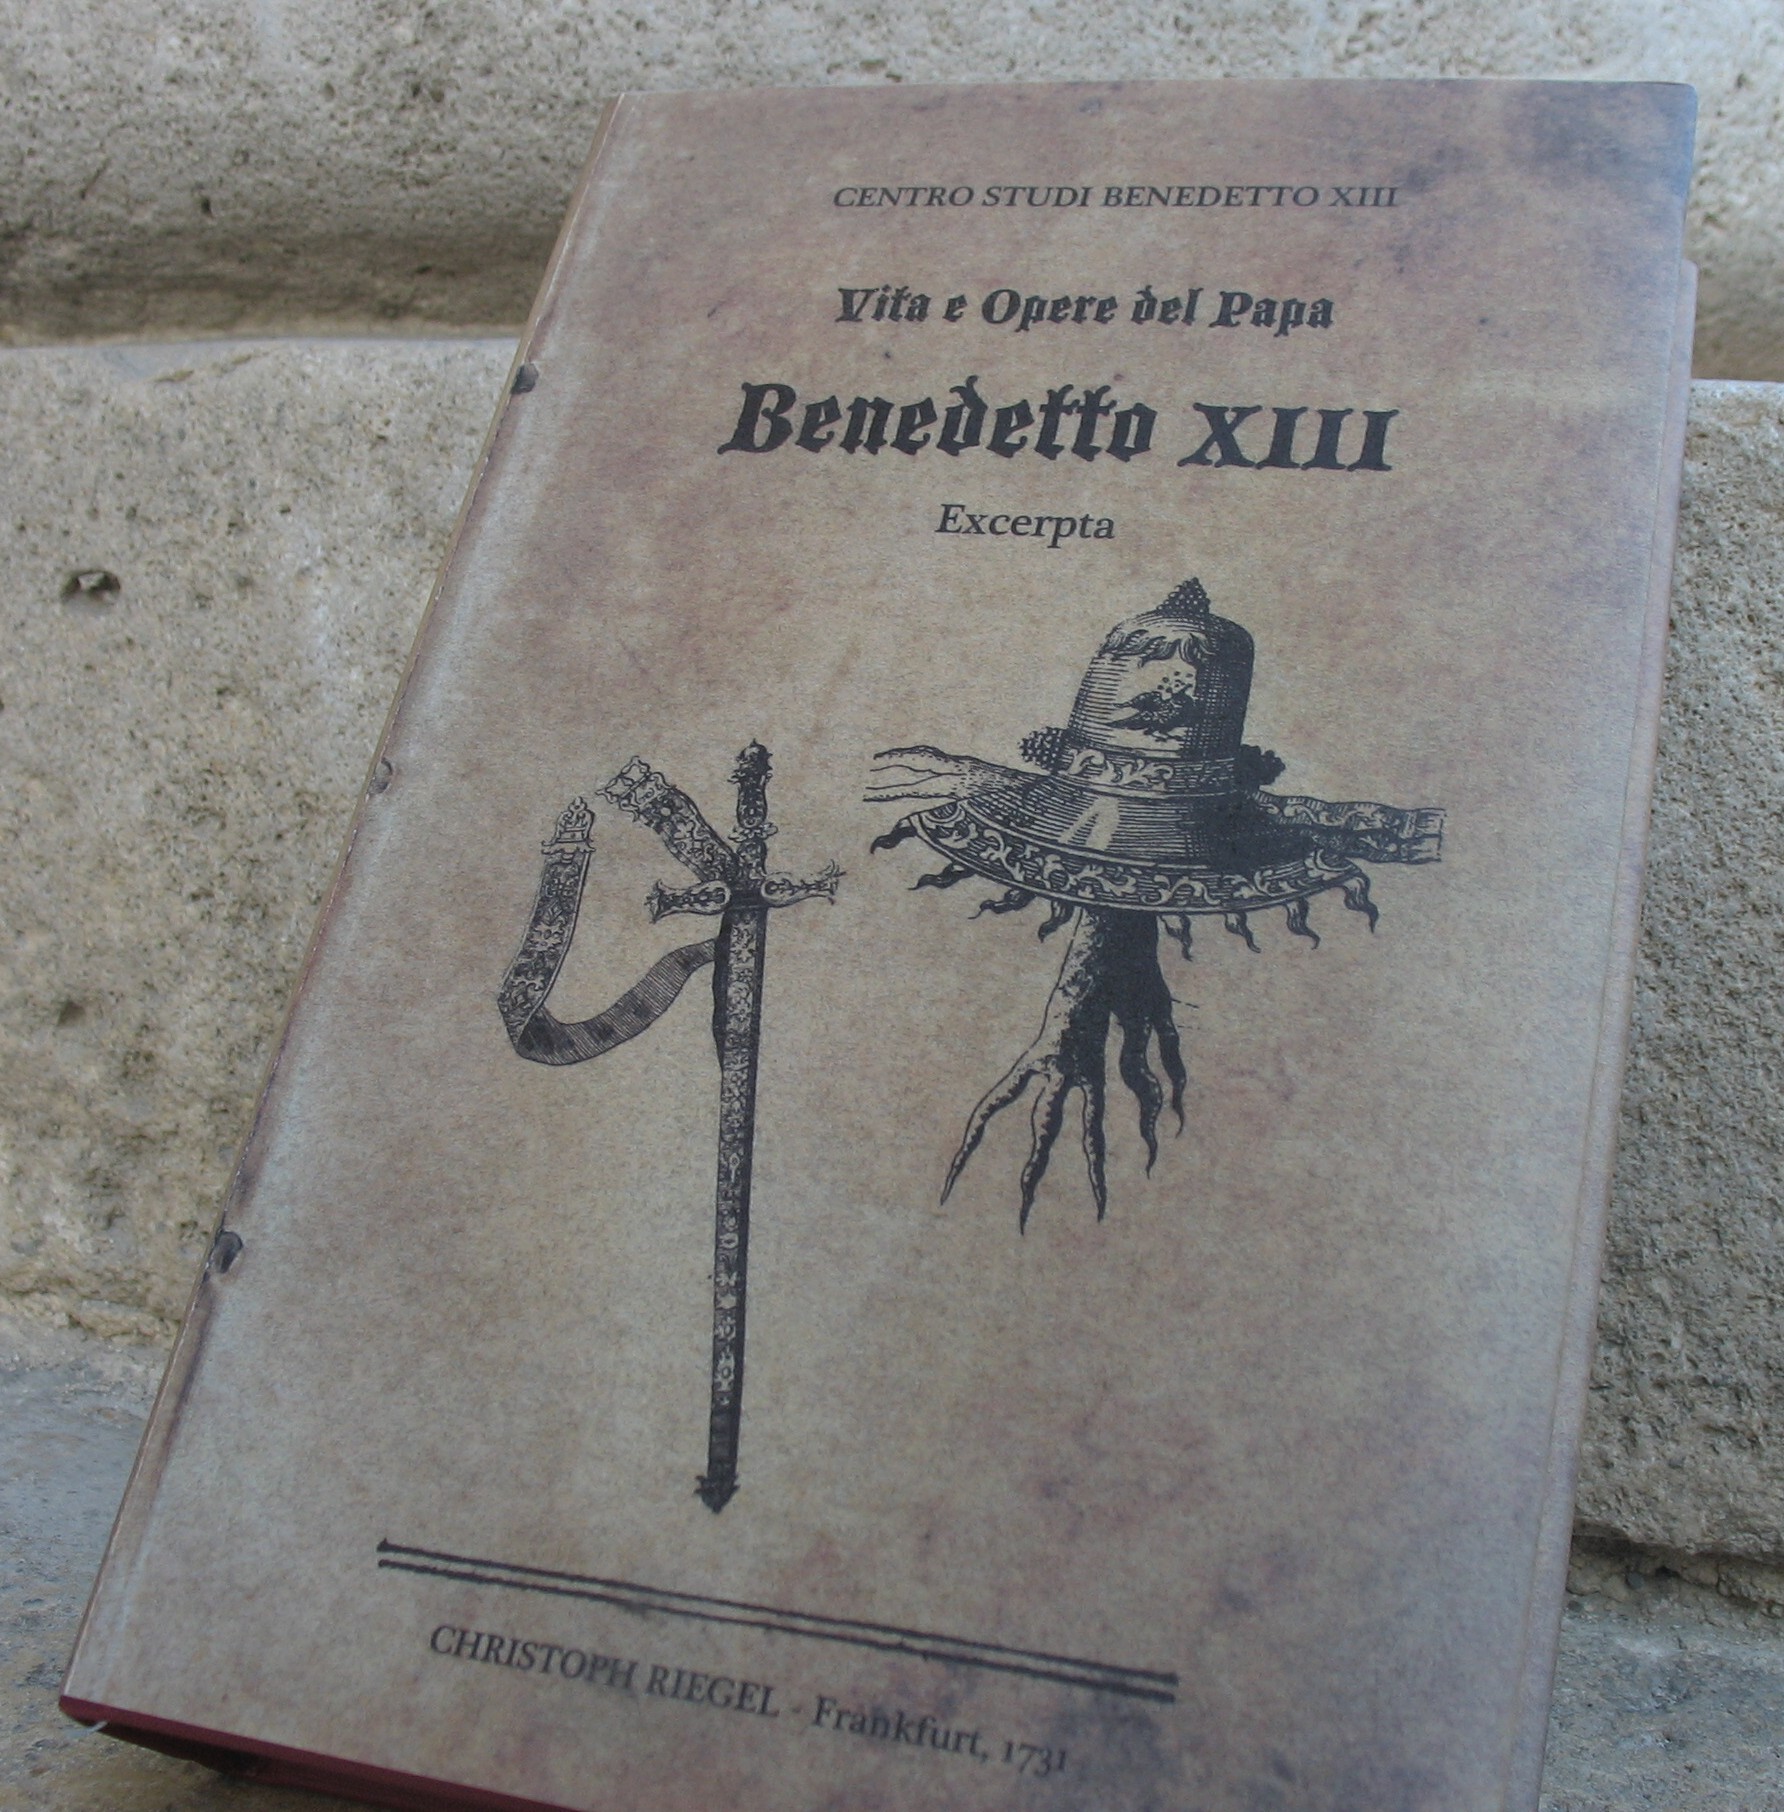 CENTRO STUDI BENEDETTO XIII
Vita e Opere del Papa
Benedetto XIII
Excerpta
CHRISTOPH RIEGEL - Frankfurt, 1731